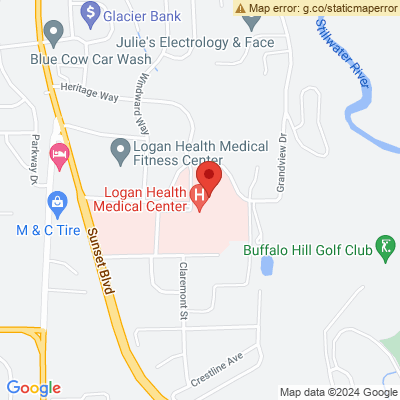 Map error: g.co/staticmaperror
Glacier Bank
Julie's Electrology & Face
Blue Cow Car Wash
Stillwater River
Heritage Way
Windward Way
Grandview Dr
Parkway Dr
Logan Health Medical
Fitness Center
Logan Health
Medical Center
H
M & C Tire
Sunset Blvd
Buffalo Hill Golf Club
Claremont St
Crestline Ave
Google
Map data ©2024 Google